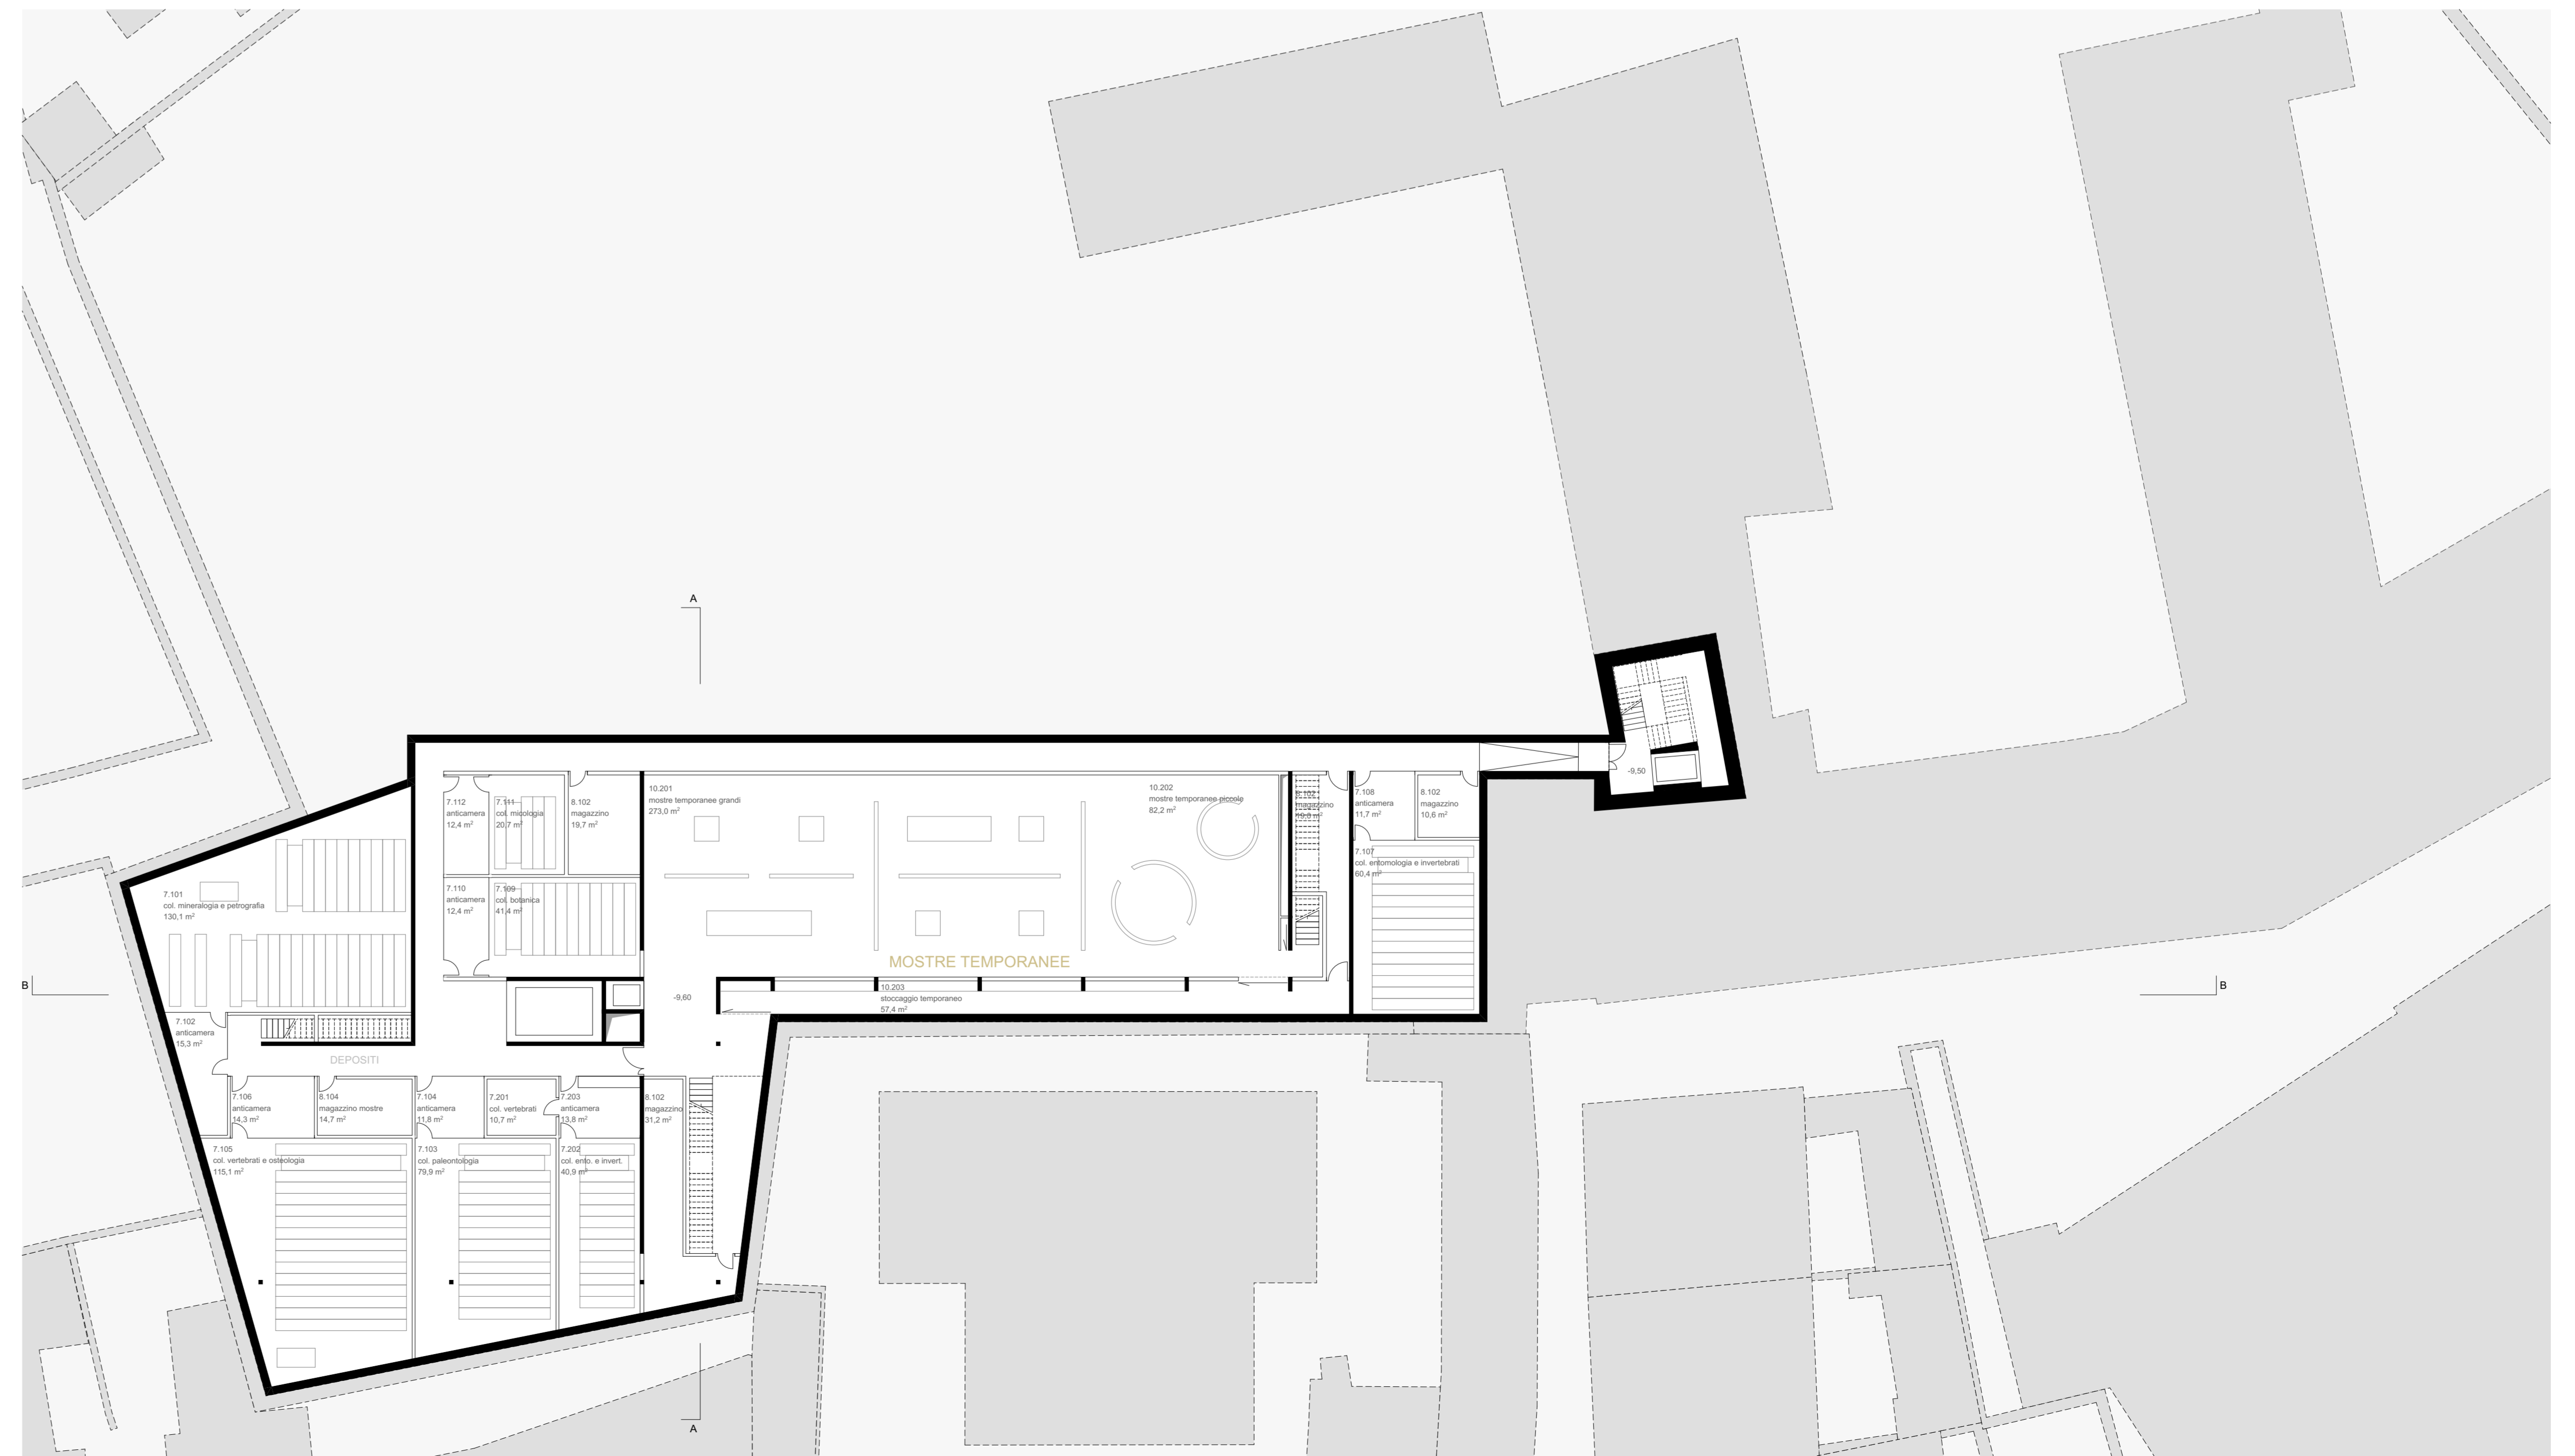 A
-9,50
7.112
anticamera
12,4 m²
7.111
col. micologia
20,7 m²
8.102
magazzino
19,7 m²
10.201
mostre temporanee grandi
273,0 m²
10.202
mostre temporanee piccole
82,2 m²
8.102
magazzino
7.108
anticamera
11,7 m²
8.102
magazzino
10,6 m²
7.107
col. entomologia e invertebrati
60,4 m²
7.101
col. mineralogia e petrografia
130,1 m²
7.110
anticamera
12,4 m²
7.109
col. botanica
41,4 m²
MOSTRE TEMPORANEE
B
B
-9,60
10.203
stoccaggio temporaneo
57,4 m²
7.102
anticamera
15,3 m²
DEPOSITI
7.106
anticamera
14,3 m²
8.104
magazzino mostre
14,7 m²
7.104
anticamera
11,8 m²
7.201
col. vertebrati
10,7 m²
7.203
anticamera
13,8 m²
8.102
magazzino
31,2 m²
7.105
col. vertebrati e osteologia
115,1 m²
7.103
col. paleontologia
79,9 m²
7.202
col. ento. e invert.
40,9 m²
A